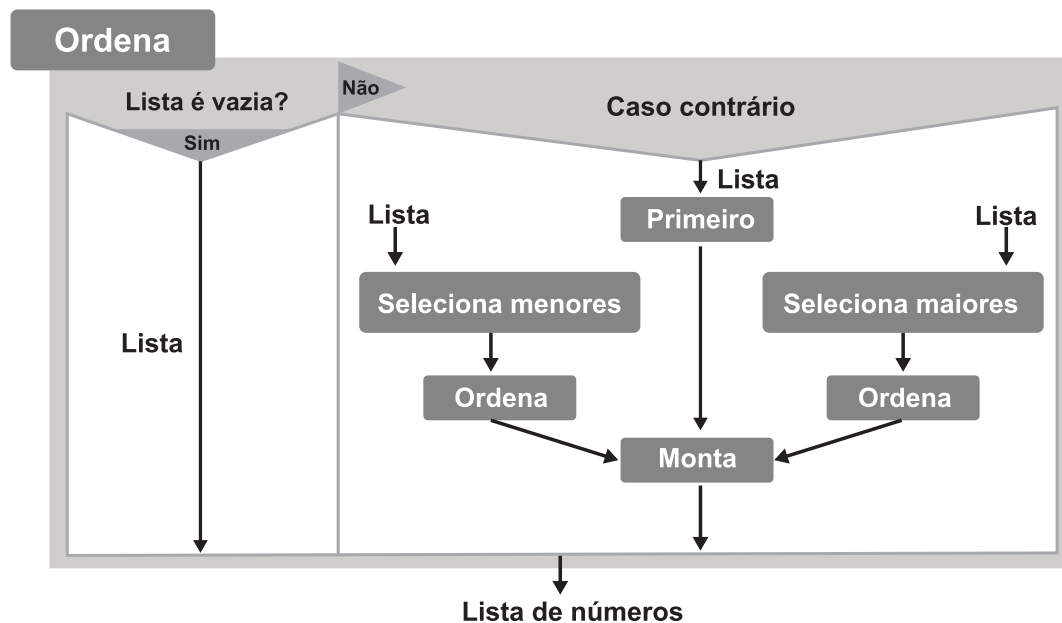 Ordena
Lista é vazia?
Não
Caso contrário
Sim
Lista
Primeiro
Lista
Lista
Seleciona menores
Seleciona maiores
Lista
Ordena
Ordena
Monta
Lista de números